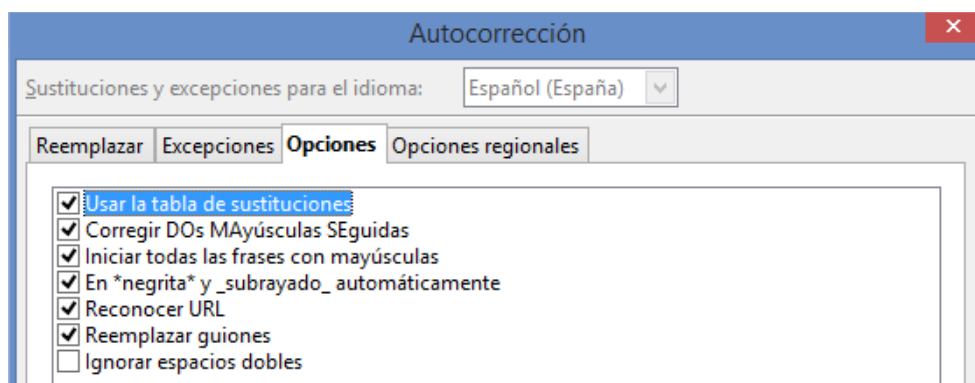 Autocorrección
Sustituciones y excepciones para el idioma: Español (España)
Reemplazar Excepciones Opciones Opciones regionales
Usar la tabla de sustituciones
Corregir DOs MAyúsculas SEguidas
Iniciar todas las frases con mayúsculas
En *negrita* y _subrayado_ automáticamente
Reconocer URL
Reemplazar guiones
Ignorar espacios dobles